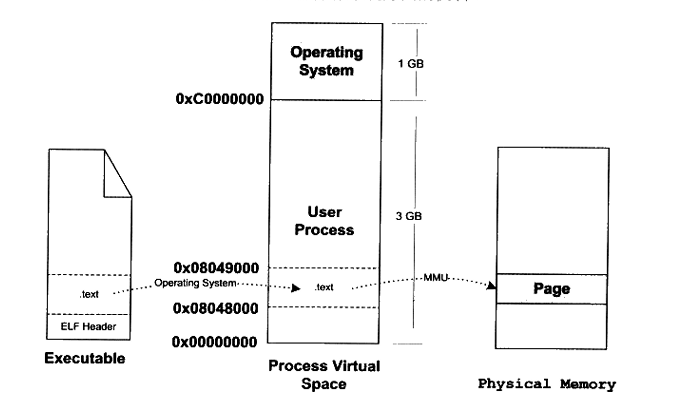 Operating
System
1 GB
0xC0000000
User
Process
3 GB
0x08049000
.text
Operating System
.text
MMU
Page
0x08048000
ELF Header
0x00000000
Executable
Process Virtual
Space
Physical Memory